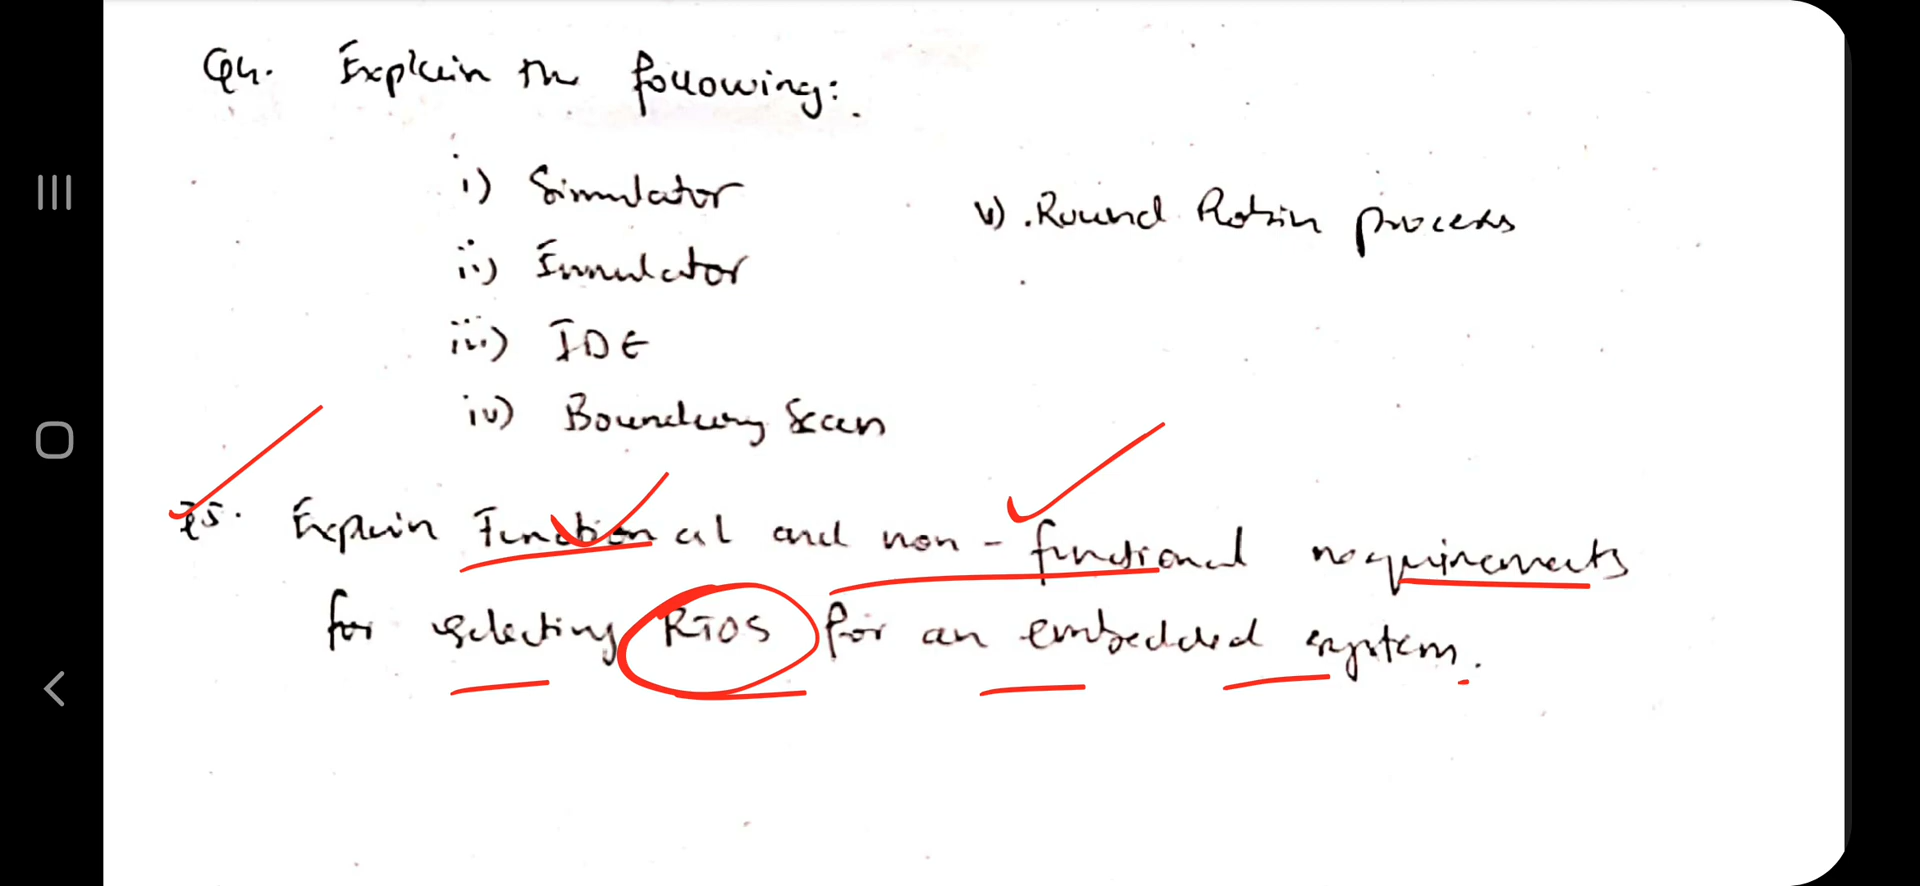 Q4. Explain the following:
i) Simulator
ii) Emulator
iii) IDE
iv) Boundary Scan
v). Round Robin process
Q5. Explain Functional and non-functional requirements
for selecting RTOS for an embedded system.